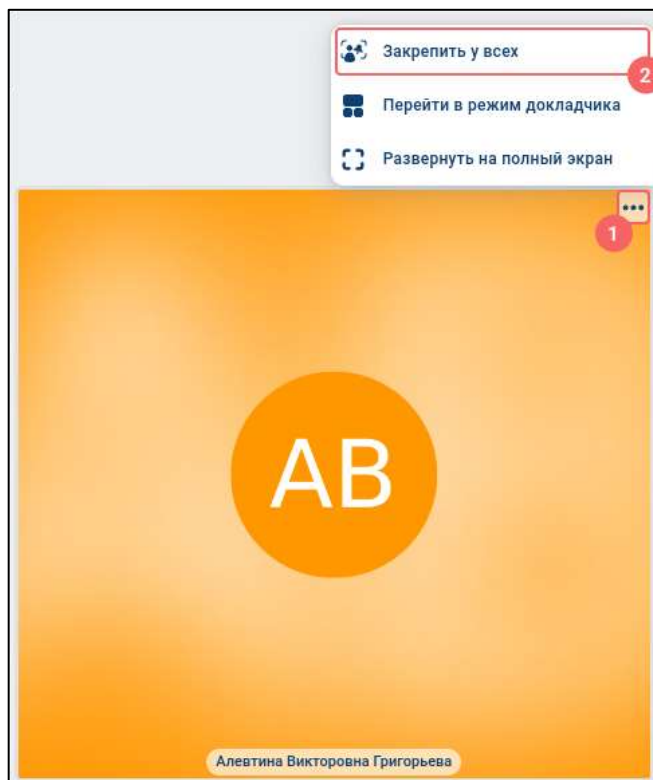 Закрепить у всех
2
Перейти в режим докладчика
Развернуть на полный экран
1
АВ
Алевтина Викторовна Григорьева